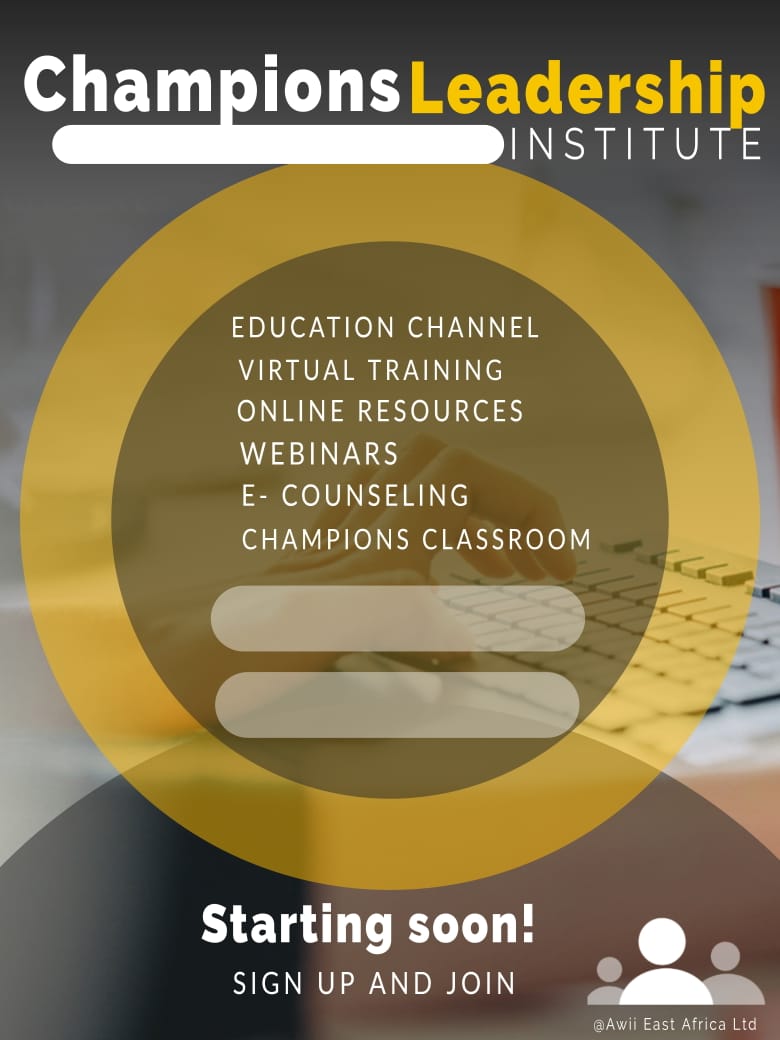 Champions Leadership
INSTITUTE
EDUCATION CHANNEL
VIRTUAL TRAINING
ONLINE RESOURCES
WEBINARS
E- COUNSELING
CHAMPIONS CLASSROOM
Starting soon!
SIGN UP AND JOIN
@Awii East Africa Ltd